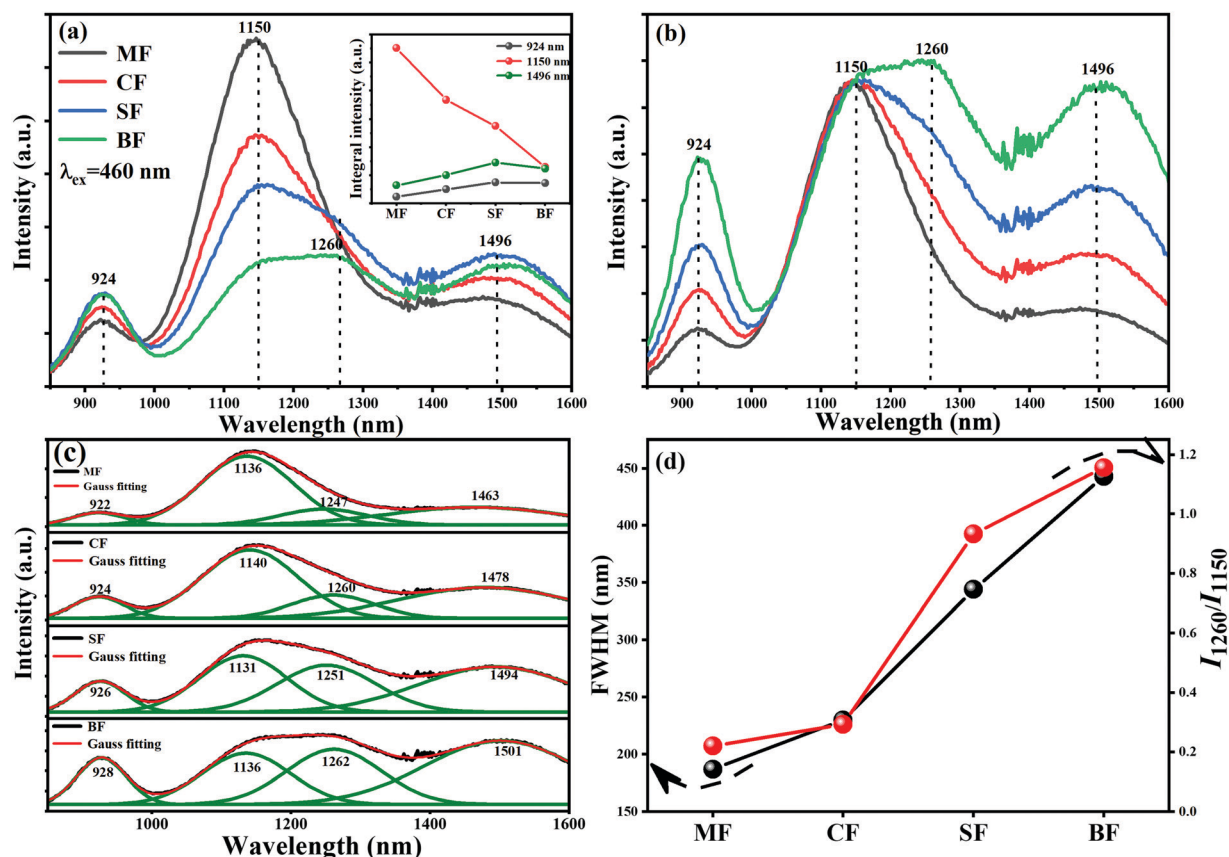 (a)
1150
MF
CF
SF
BF
λex=460 nm
924
1260
1496
Intensity (a.u.)
900 1000 1100 1200 1300 1400 1500 1600
Wavelength (nm)
Integral intensity (a.u.)
924 nm
1150 nm
1496 nm
MF CF SF BF
(b)
1150
1260
1496
924
Intensity (a.u.)
900 1000 1100 1200 1300 1400 1500 1600
Wavelength (nm)
(c)
MF
Gauss fitting
922
1136
1247
1463
CF
Gauss fitting
924
1140
1260
1478
SF
Gauss fitting
926
1131
1251
1494
BF
Gauss fitting
928
1136
1262
1501
Intensity (a.u.)
1000 1200 1400 1600
Wavelength (nm)
(d)
450
400
350
300
250
200
150
FWHM (nm)
1.2
1.0
0.8
0.6
0.4
0.2
0.0
I1260/I1150
MF CF SF BF